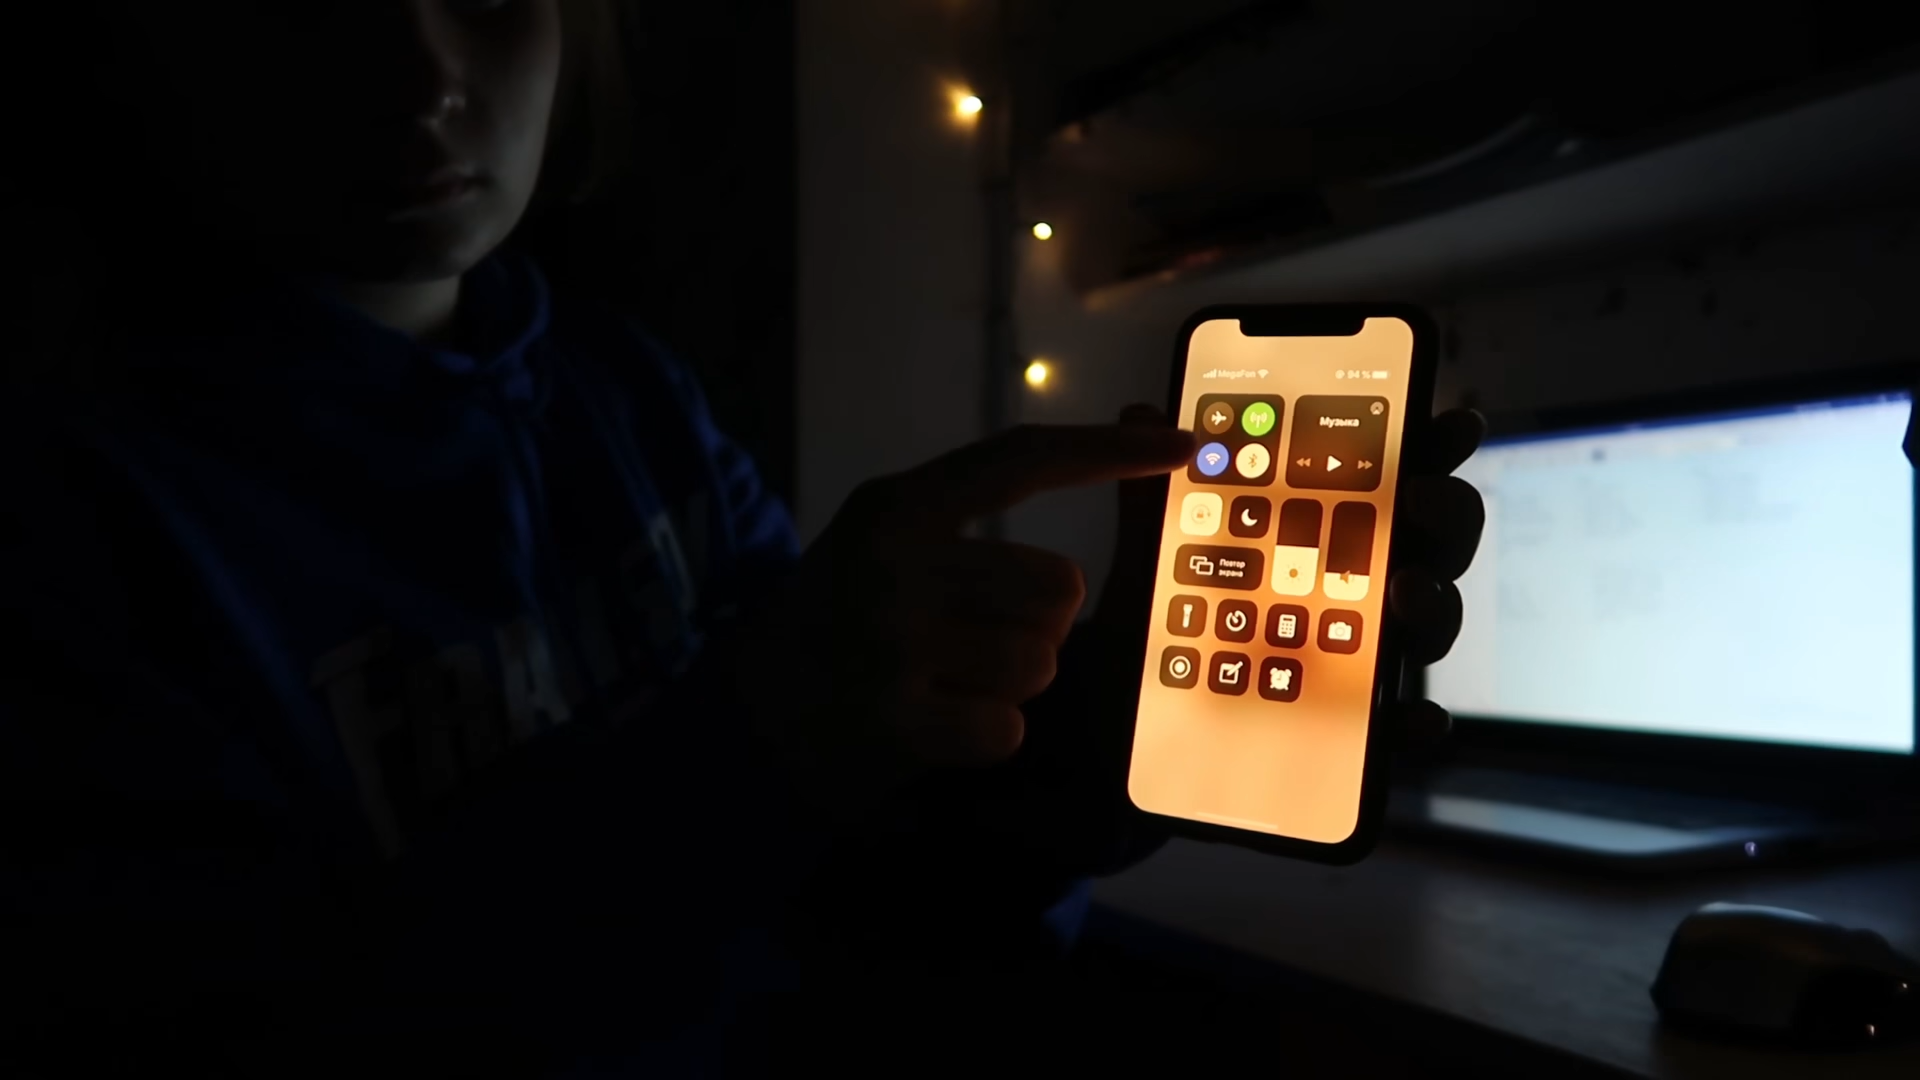 MegaFon
94 %
Музыка
Повтор
экрана